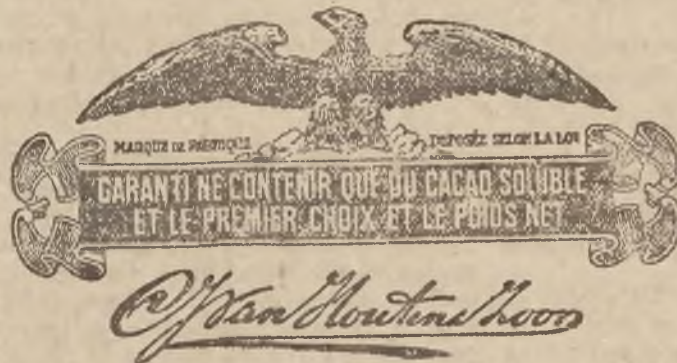 MARQUE DE FABRIQUE DEPOSÉE SELON LA LOI
GARANTI NE CONTENIR QUE DU CACAO SOLUBLE
ET LE PREMIER CHOIX ET LE POIDS NET
C J Van Houten & Zoon